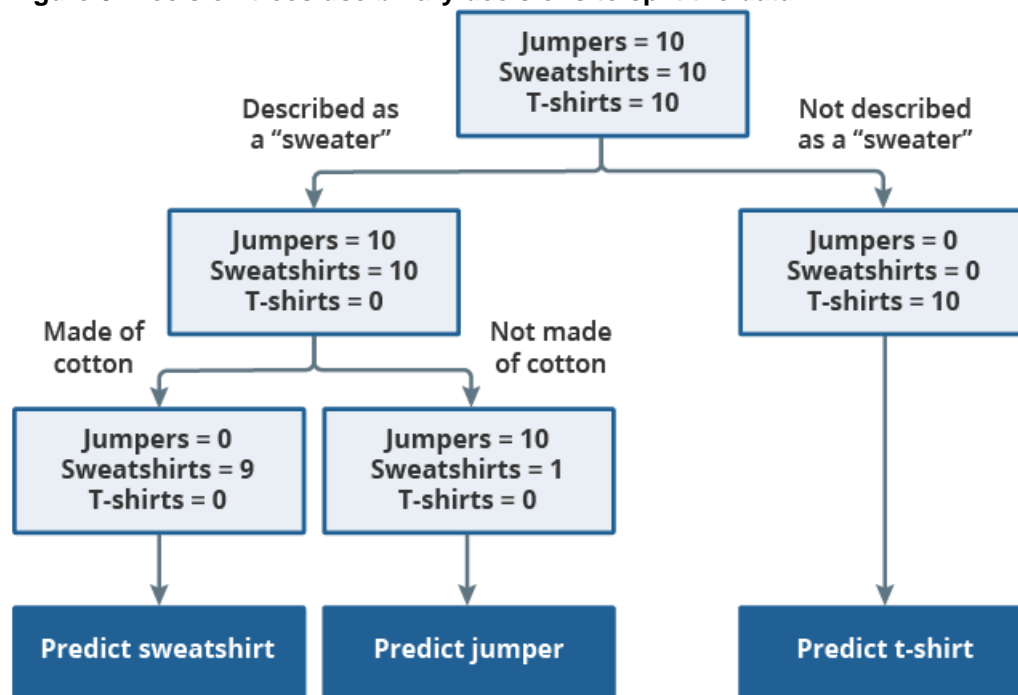 Jumpers = 10
Sweatshirts = 10
T-shirts = 10
Described as
a “sweater”
Not described
as a “sweater”
Jumpers = 10
Sweatshirts = 10
T-shirts = 0
Jumpers = 0
Sweatshirts = 0
T-shirts = 10
Made of
cotton
Not made
of cotton
Jumpers = 0
Sweatshirts = 9
T-shirts = 0
Jumpers = 10
Sweatshirts = 1
T-shirts = 0
Predict sweatshirt
Predict jumper
Predict t-shirt